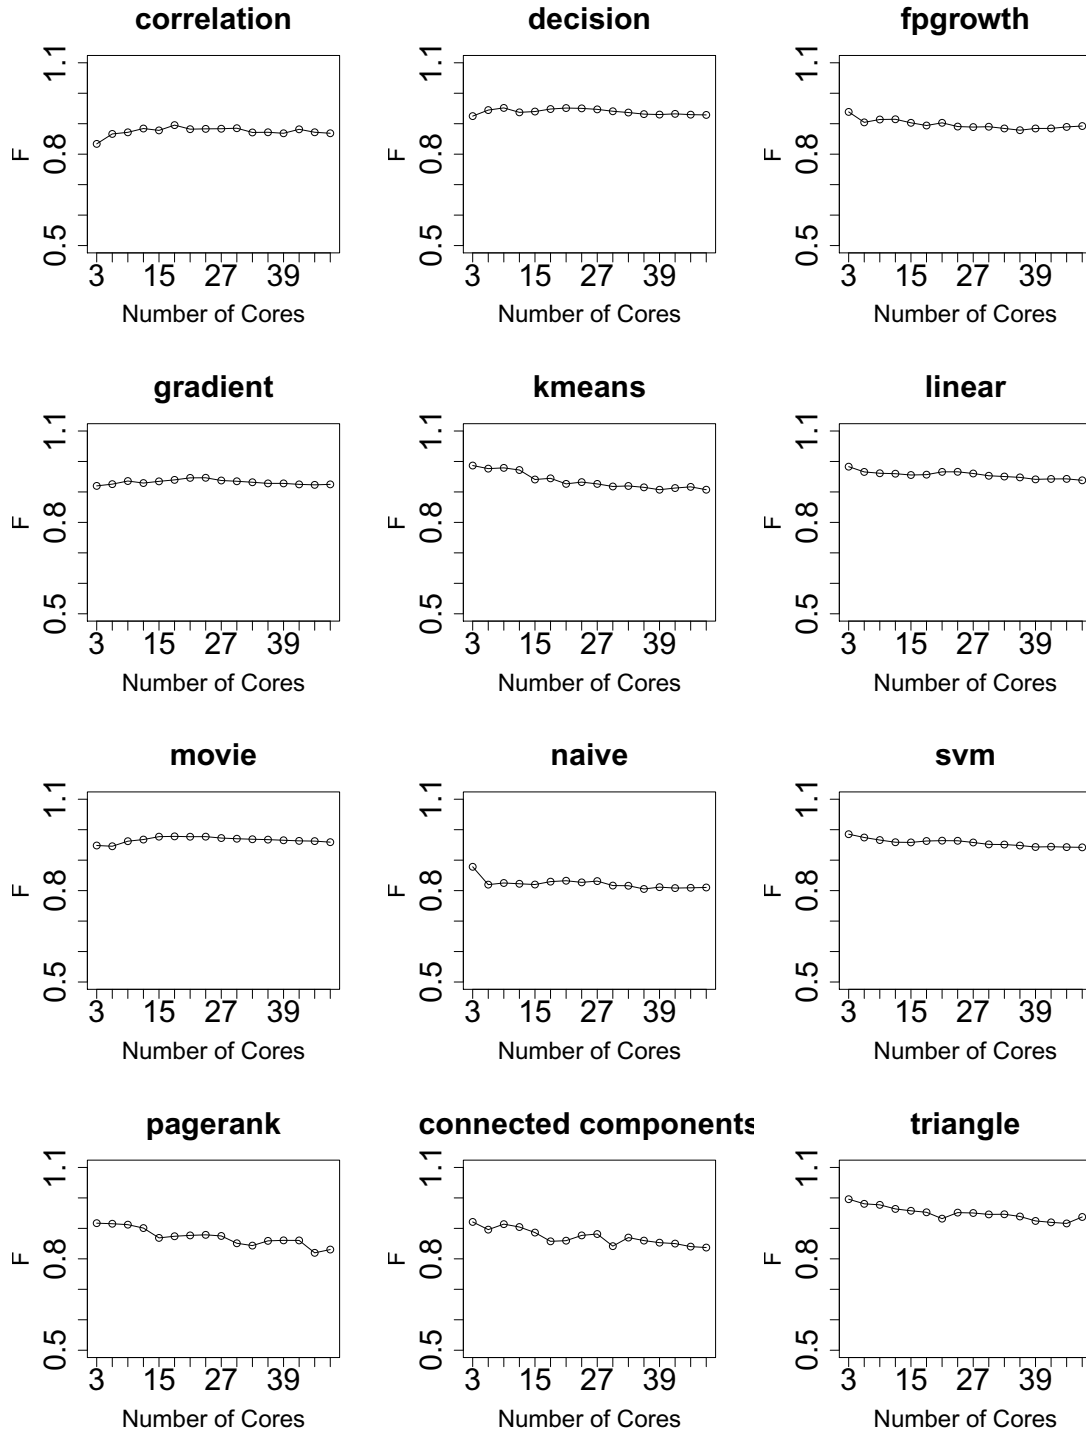 correlation
decision
fpgrowth
F
0.5 0.8 1.1
3 15 27 39
Number of Cores
F
0.5 0.8 1.1
3 15 27 39
Number of Cores
F
0.5 0.8 1.1
3 15 27 39
Number of Cores
gradient
kmeans
linear
F
0.5 0.8 1.1
3 15 27 39
Number of Cores
F
0.5 0.8 1.1
3 15 27 39
Number of Cores
F
0.5 0.8 1.1
3 15 27 39
Number of Cores
movie
naive
svm
F
0.5 0.8 1.1
3 15 27 39
Number of Cores
F
0.5 0.8 1.1
3 15 27 39
Number of Cores
F
0.5 0.8 1.1
3 15 27 39
Number of Cores
pagerank
connected components
triangle
F
0.5 0.8 1.1
3 15 27 39
Number of Cores
F
0.5 0.8 1.1
3 15 27 39
Number of Cores
F
0.5 0.8 1.1
3 15 27 39
Number of Cores